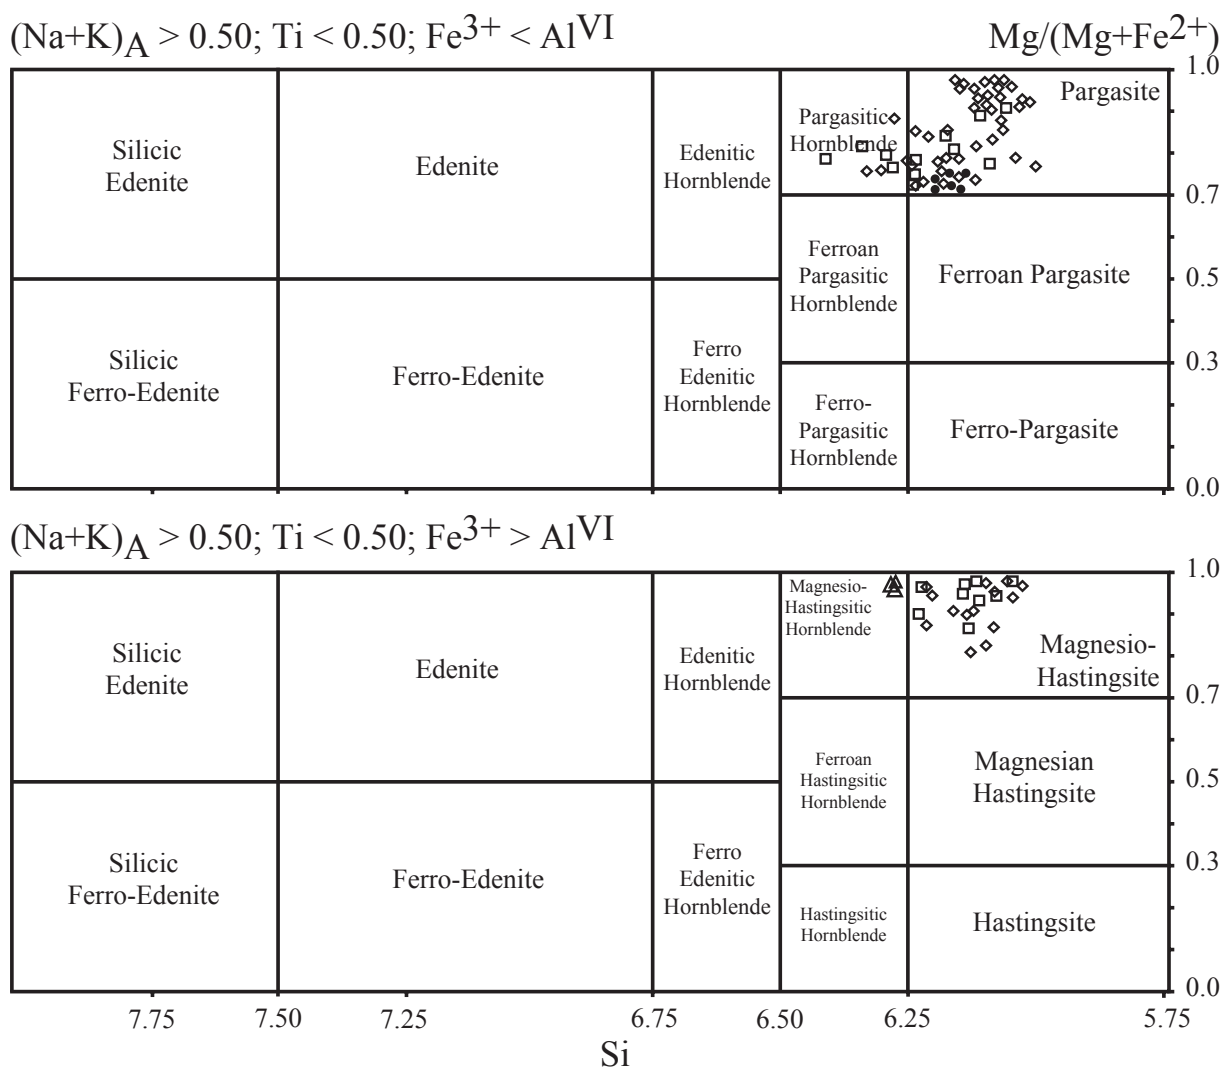 (Na+K)A > 0.50; Ti < 0.50; Fe3+ < AlVI
Mg/(Mg+Fe2+)
Silicic
Edenite
Edenite
Edenitic
Hornblende
Pargasitic
Hornblende
Pargasite
1.0
0.7
Ferroan
Pargasitic
Hornblende
Ferroan Pargasite
0.5
Silicic
Ferro-Edenite
Ferro-Edenite
Ferro
Edenitic
Hornblende
0.3
Ferro-
Pargasitic
Hornblende
Ferro-Pargasite
0.0
(Na+K)A > 0.50; Ti < 0.50; Fe3+ > AlVI
Silicic
Edenite
Edenite
Edenitic
Hornblende
Magnesio-
Hastingsitic
Hornblende
Magnesio-
Hastingsite
1.0
0.7
Ferroan
Hastingsitic
Hornblende
Magnesian
Hastingsite
0.5
Silicic
Ferro-Edenite
Ferro-Edenite
Ferro
Edenitic
Hornblende
0.3
Hastingsitic
Hornblende
Hastingsite
0.0
7.75 7.50 7.25 6.75 6.50 6.25 5.75
Si